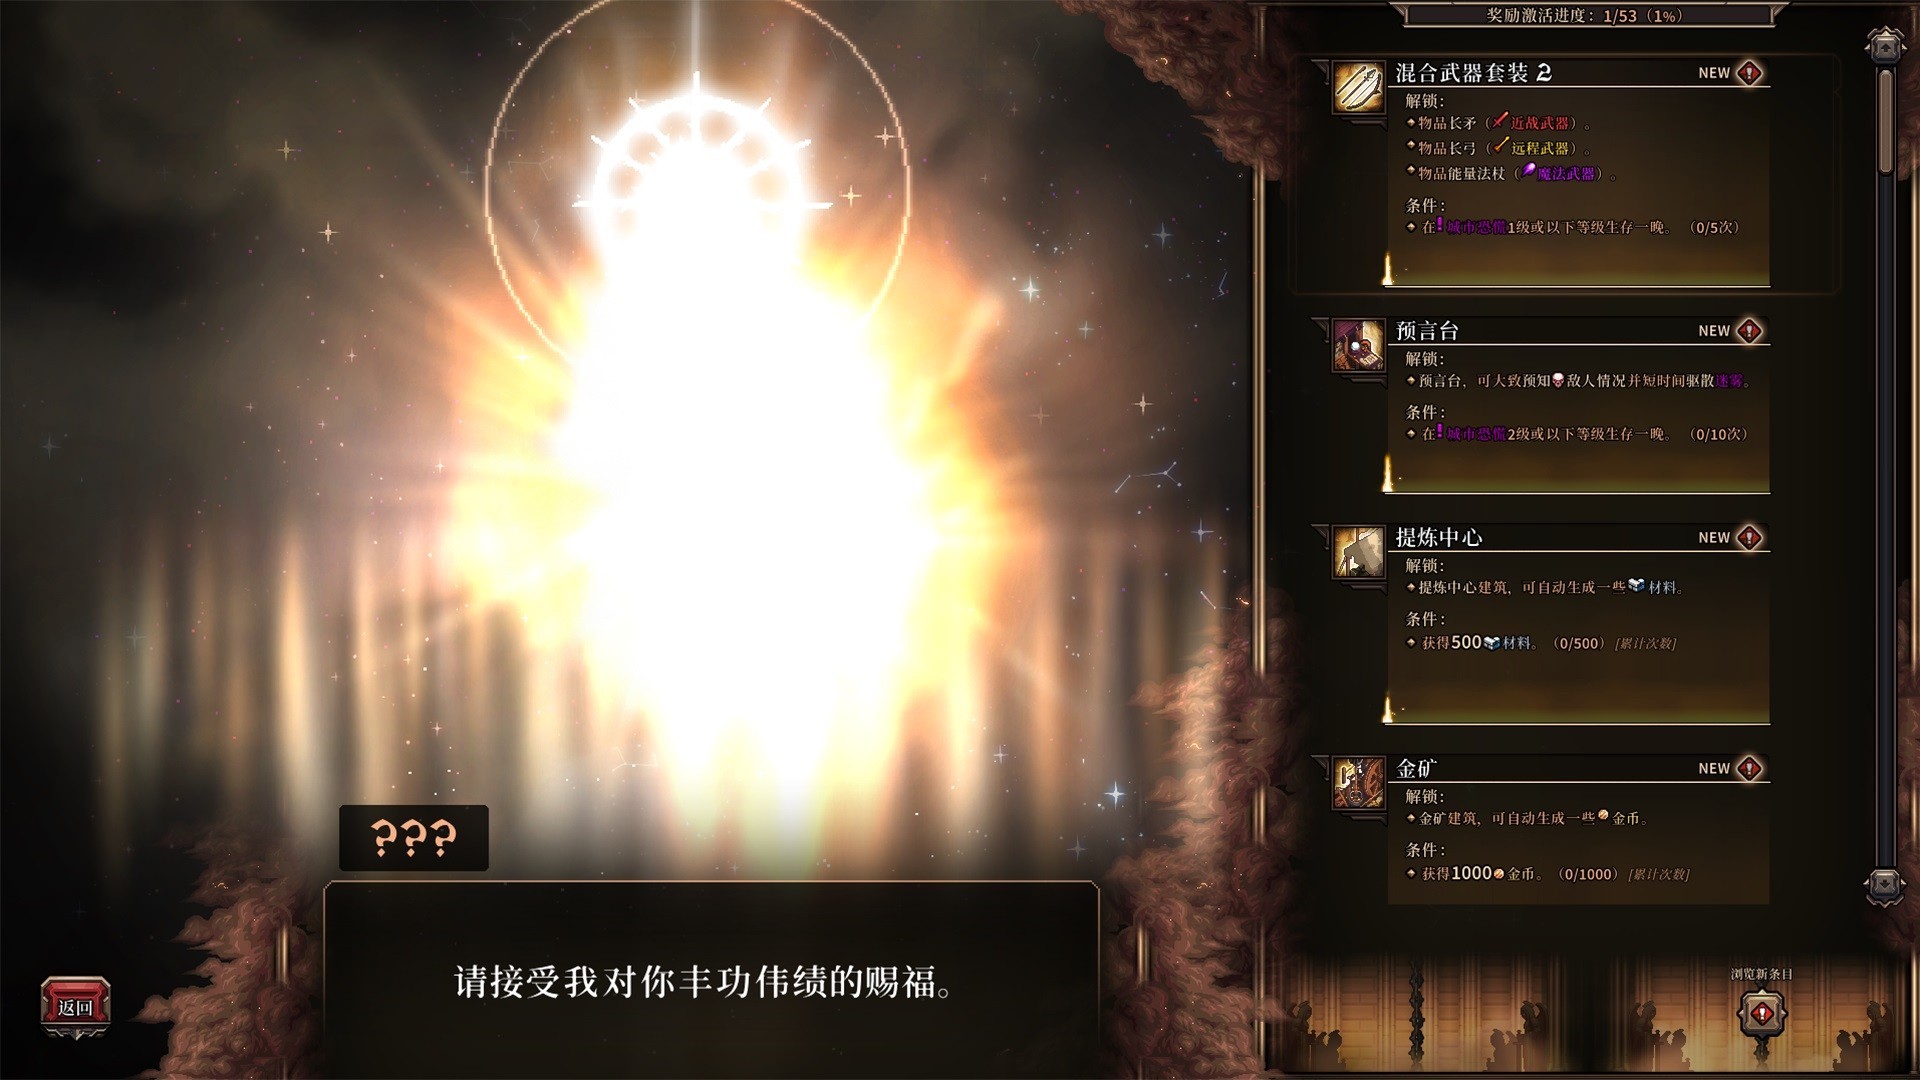 奖励激活进度：1/53（1%）
混合武器套装 2
NEW
解锁：
物品长矛（近战武器）。
物品长弓（远程武器）。
物品能量法杖（魔法武器）。
条件：
在城市恐慌1级或以下等级生存一晚。（0/5次）
预言台
NEW
解锁：
预言台，可大致预知敌人情况并短时间驱散迷雾。
条件：
在城市恐慌2级或以下等级生存一晚。（0/10次）
提炼中心
NEW
解锁：
提炼中心建筑，可自动生成一些材料。
条件：
获得500材料。（0/500）[累计次数]
金矿
NEW
解锁：
金矿建筑，可自动生成一些金币。
条件：
获得1000金币。（0/1000）[累计次数]
???
请接受我对你丰功伟绩的赐福。
返回
浏览新条目